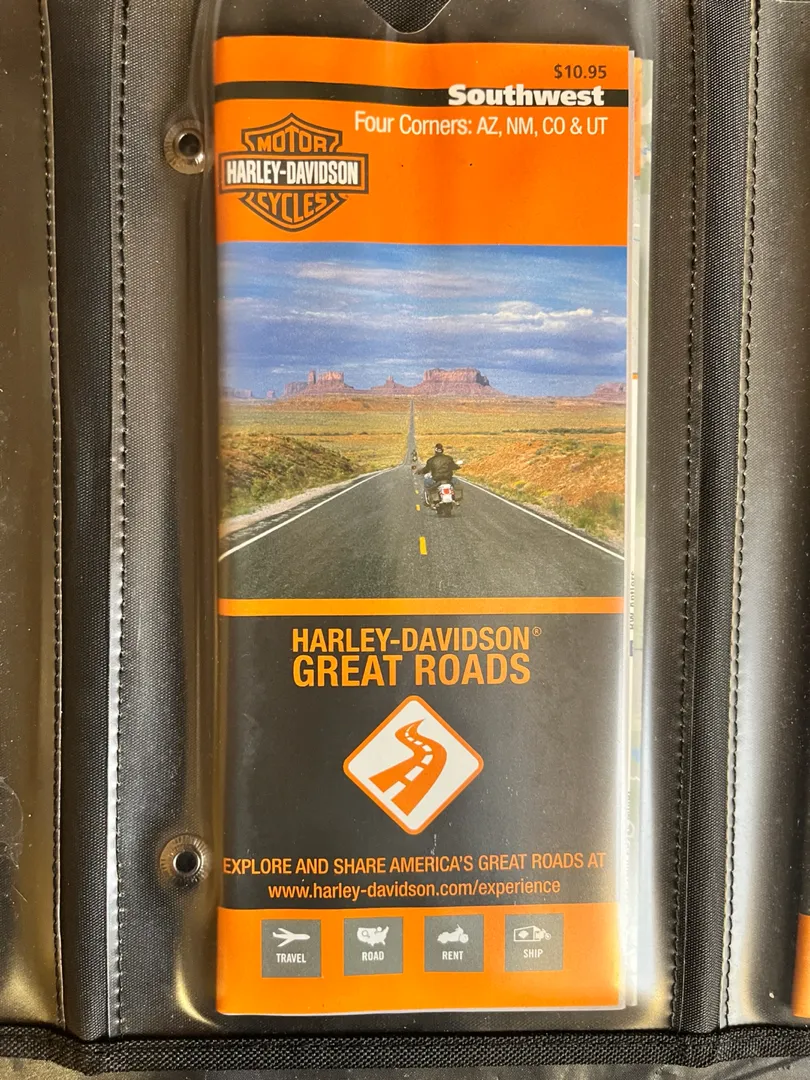 $10.95
Southwest
Four Corners: AZ, NM, CO & UT
MOTOR
HARLEY-DAVIDSON
CYCLES
HARLEY-DAVIDSON®
GREAT ROADS
EXPLORE AND SHARE AMERICA'S GREAT ROADS AT
www.harley-davidson.com/experience
TRAVEL
ROAD
RENT
SHIP